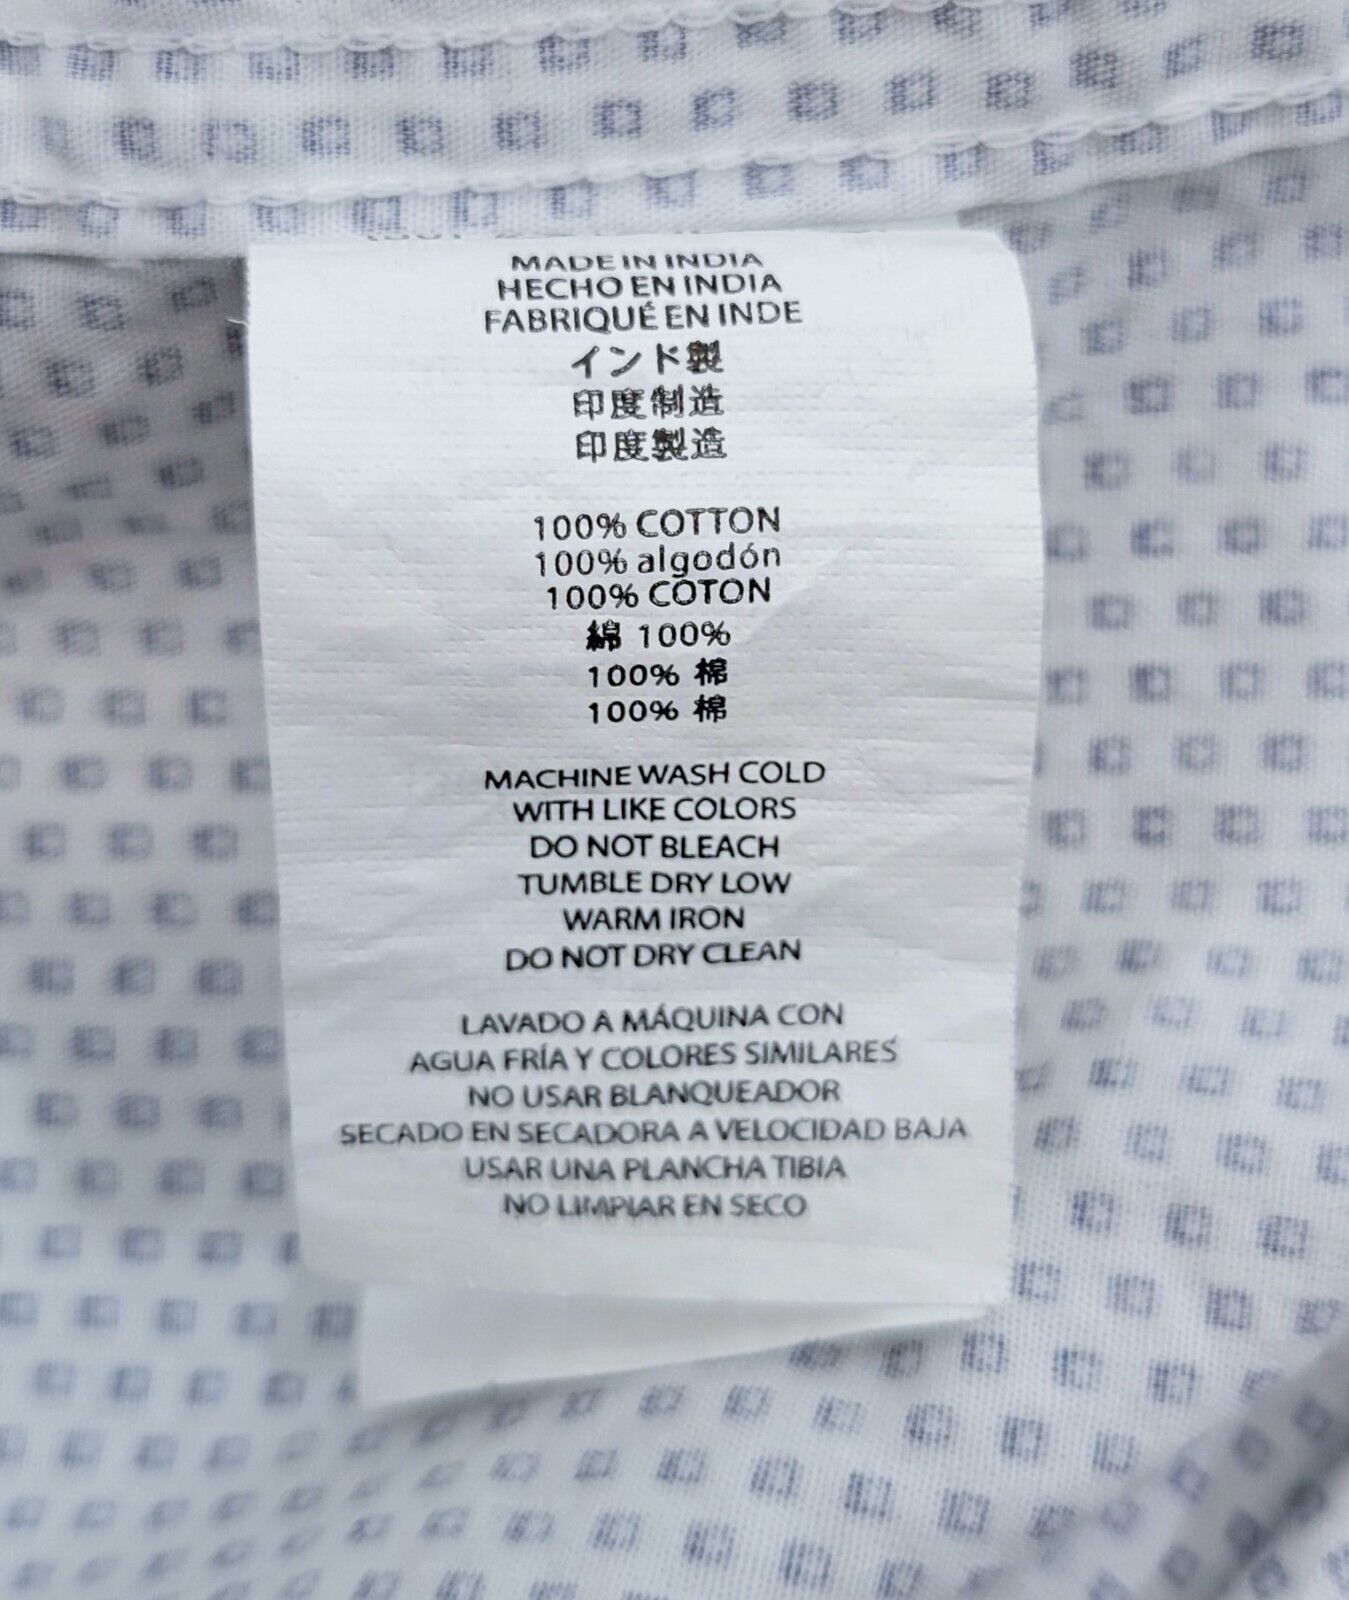 MADE IN INDIA
HECHO EN INDIA
FABRIQUÉ EN INDE
インド製
印度制造
印度製造
100% COTTON
100% algodón
100% COTON
綿 100%
100% 棉
100% 棉
MACHINE WASH COLD
WITH LIKE COLORS
DO NOT BLEACH
TUMBLE DRY LOW
WARM IRON
DO NOT DRY CLEAN
LAVADO A MÁQUINA CON
AGUA FRÍA Y COLORES SIMILARES
NO USAR BLANQUEADOR
SECADO EN SECADORA A VELOCIDAD BAJA
USAR UNA PLANCHA TIBIA
NO LIMPIAR EN SECO